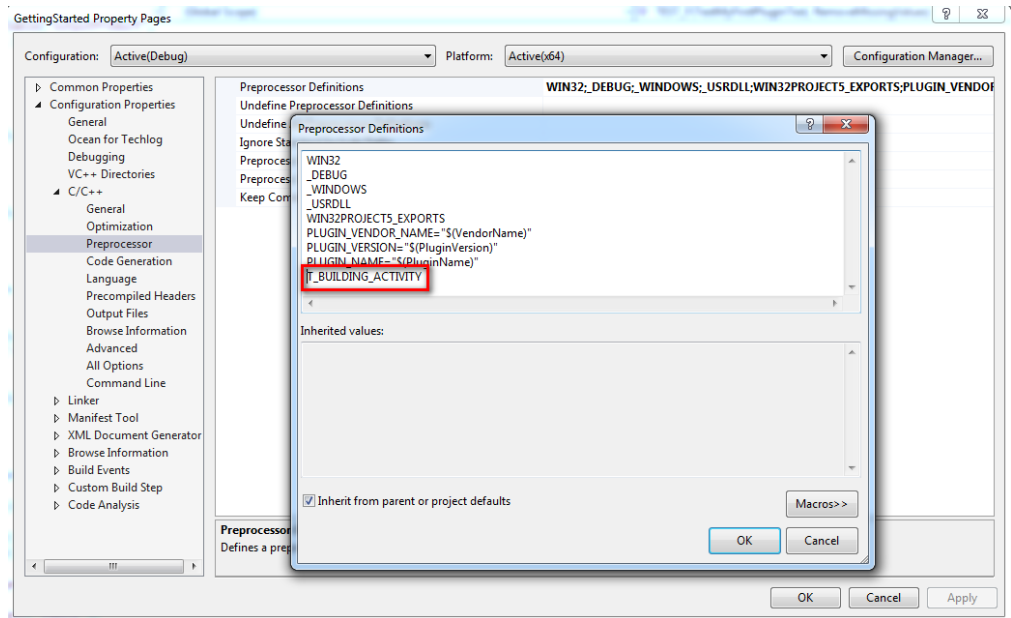 GettingStarted Property Pages
Configuration: Active(Debug) Platform: Active(x64) Configuration Manager...
Common Properties
Configuration Properties
General
Ocean for Techlog
Debugging
VC++ Directories
C/C++
General
Optimization
Preprocessor
Code Generation
Language
Precompiled Headers
Output Files
Browse Information
Advanced
All Options
Command Line
Linker
Manifest Tool
XML Document Generator
Browse Information
Build Events
Custom Build Step
Code Analysis
Preprocessor Definitions WIN32;_DEBUG;_WINDOWS;_USRDLL;WIN32PROJECT5_EXPORTS;PLUGIN_VENDOR
Undefine Preprocessor Definitions
Undefine
Ignore Sta
Preproces
Preproces
Keep Com
Preprocessor Definitions
WIN32
_DEBUG
_WINDOWS
_USRDLL
WIN32PROJECT5_EXPORTS
PLUGIN_VENDOR_NAME="$(VendorName)"
PLUGIN_VERSION="$(PluginVersion)"
PLUGIN_NAME="$(PluginName)"
T_BUILDING_ACTIVITY
Inherited values:
Inherit from parent or project defaults
Macros>>
OK Cancel
Preprocessor
Defines a prep
OK Cancel Apply